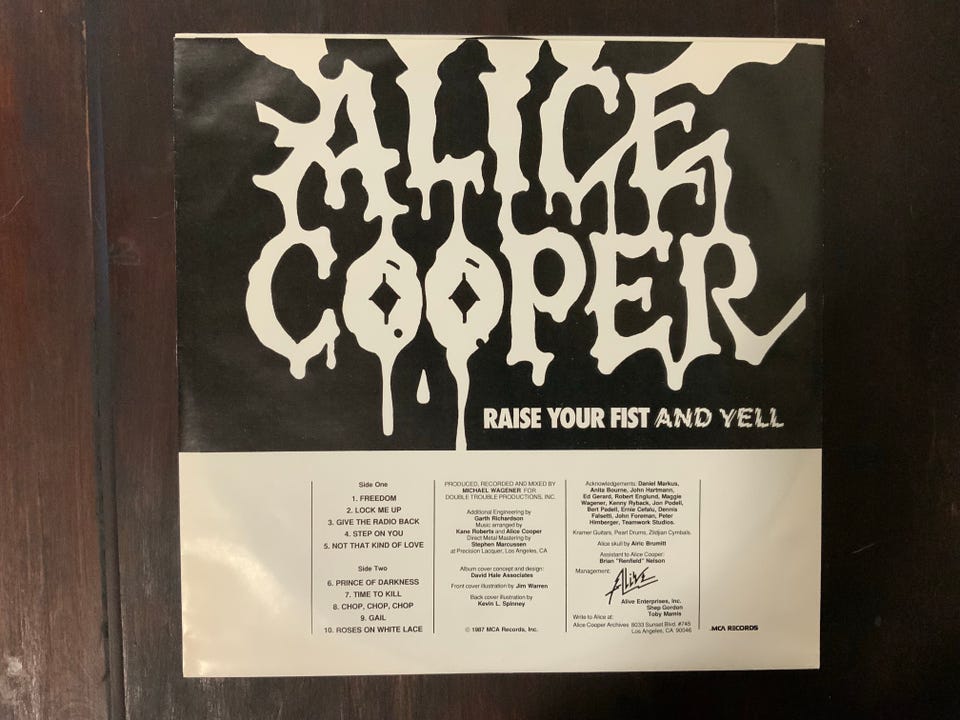 ALICE
COOPER
RAISE YOUR FIST AND YELL
Side One
1. FREEDOM
2. LOCK ME UP
3. GIVE THE RADIO BACK
4. STEP ON YOU
5. NOT THAT KIND OF LOVE
Side Two
6. PRINCE OF DARKNESS
7. TIME TO KILL
8. CHOP, CHOP, CHOP
9. GAIL
10. ROSES ON WHITE LACE
PRODUCED, RECORDED AND MIXED BY
MICHAEL WAGENER FOR
DOUBLE TROUBLE PRODUCTIONS, INC.
Additional Engineering by
Garth Richardson
Music arranged by
Kane Roberts and Alice Cooper
Direct Metal Mastering by
Stephen Marcussen
at Precision Lacquer, Los Angeles, CA
Album cover concept and design:
David Hale Associates
Front cover illustration by Jim Warren
Back cover illustration by
Kevin L. Spinney
© 1987 MCA Records, Inc.
Acknowledgements: Daniel Markus,
Anita Bourne, John Hartmann,
Ed Gerard, Robert Englund, Maggie
Wagener, Kenny Ryback, Jon Podell,
Bert Padell, Ernie Cefalu, Dennis
Falsetti, John Foreman, Peter
Himberger, Teamwork Studios.
Kramer Guitars, Pearl Drums, Zildjian Cymbals.
Alice skull by Airic Brumitt
Assistant to Alice Cooper:
Brian "Renfield" Nelson
Management:
Alive
Alive Enterprises, Inc.
Shep Gordon
Toby Mamis
Write to Alice at:
Alice Cooper Archives 8033 Sunset Blvd. #745
Los Angeles, CA 90046
MCA RECORDS